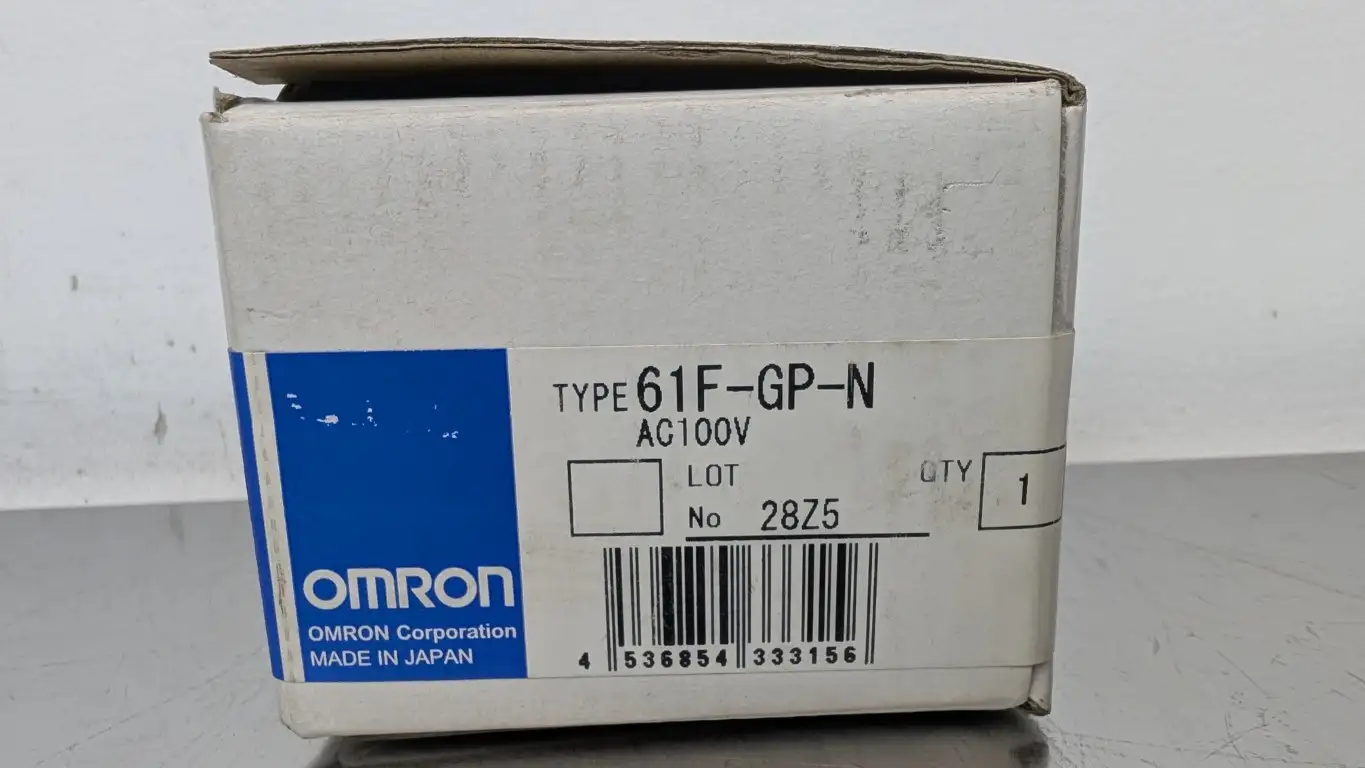 TYPE 61F-GP-N
AC100V
LOT
No 28Z5
QTY 1
OMRON
OMRON Corporation
MADE IN JAPAN
4 536854 333156